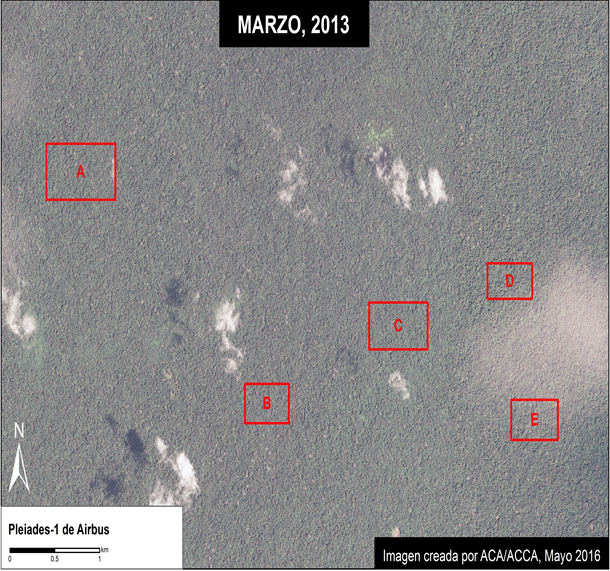 MARZO, 2013
A
D
C
B
E
N
Pleiades-1 de Airbus
0 0.5 1 km
Imagen creada por ACA/ACCA, Mayo 2016